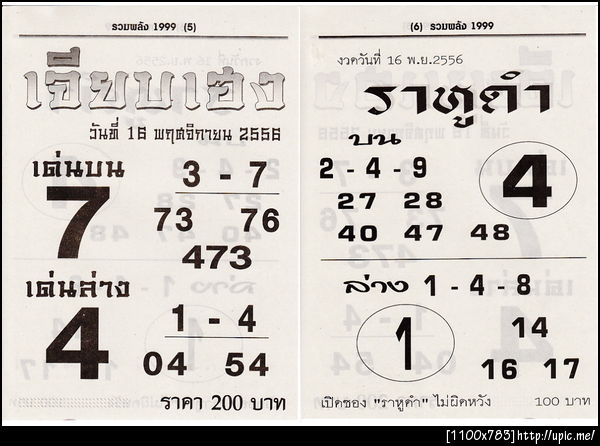 รวมพลัง 1999 (5)
เจี๊ยบเฮง
วันที่ 16 พฤศจิกายน 2556
เด่นบน
7
3 - 7
73 76
473
เด่นล่าง
4
1 - 4
04 54
ราคา 200 บาท
(6) รวมพลัง 1999
งวดวันที่ 16 พ.ย.2556
ราหูดำ
บน
2 - 4 - 9
4
27 28
40 47 48
ล่าง 1 - 4 - 8
1
14
16 17
เปิดซอง "ราหูดำ" ไม่ผิดหวัง 100 บาท
[1100x783]http://upic.me/